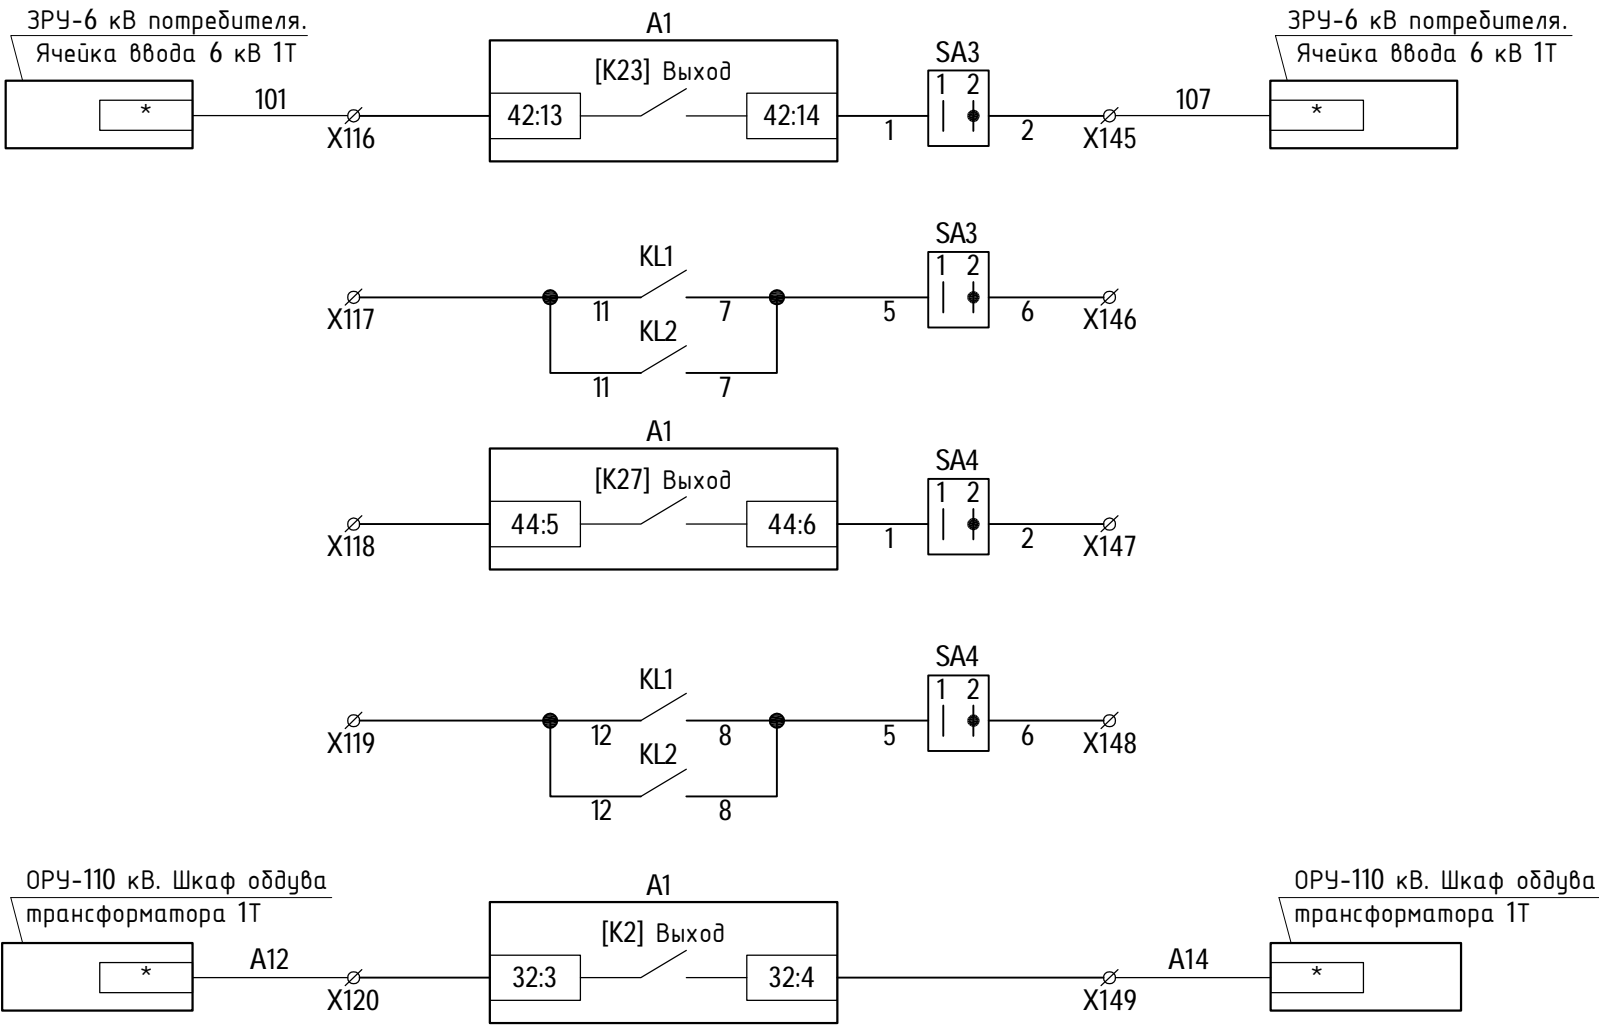 ЗРУ-6 кВ потребителя.
Ячейка ввода 6 кВ 1Т
*
101
X116
A1
[K23] Выход
42:13
42:14
1
SA3
1 2
2
X145
107
ЗРУ-6 кВ потребителя.
Ячейка ввода 6 кВ 1Т
*
X117
KL1
11
7
KL2
11
7
5
SA3
1 2
6
X146
X118
A1
[K27] Выход
44:5
44:6
1
SA4
1 2
2
X147
X119
KL1
12
8
KL2
12
8
5
SA4
1 2
6
X148
ОРУ-110 кВ. Шкаф обдува
трансформатора 1Т
*
A12
X120
A1
[K2] Выход
32:3
32:4
X149
A14
ОРУ-110 кВ. Шкаф обдува
трансформатора 1Т
*